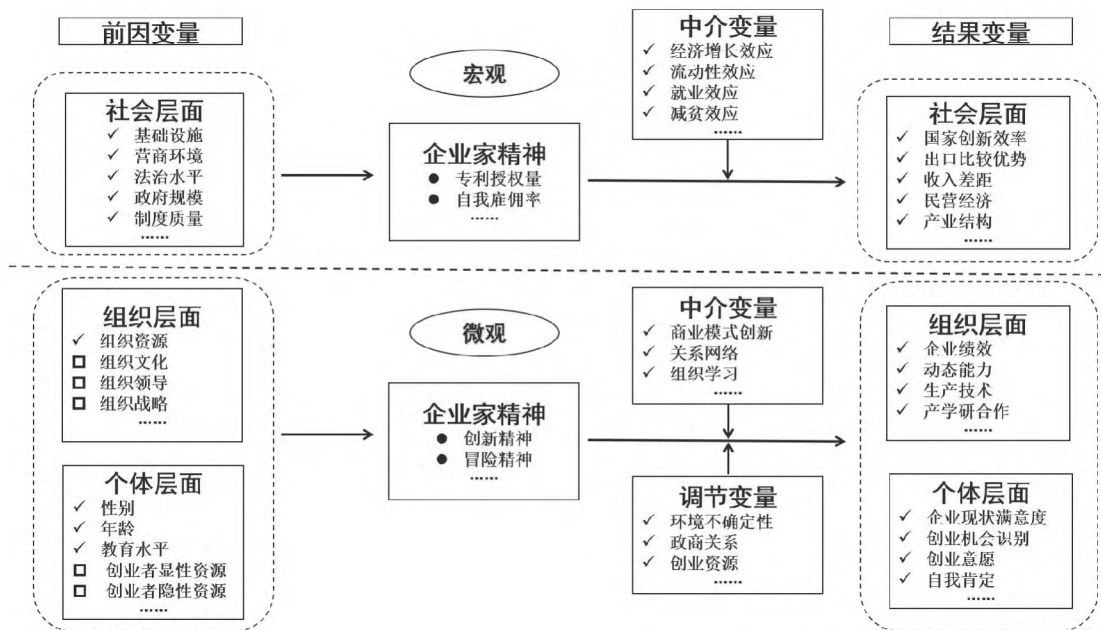 前因变量
结果变量
宏观
社会层面
✓ 基础设施
✓ 营商环境
✓ 法治水平
✓ 政府规模
✓ 制度质量
......
企业家精神
● 专利授权量
● 自我雇佣率
......
中介变量
✓ 经济增长效应
✓ 流动性效应
✓ 就业效应
✓ 减贫效应
......
社会层面
✓ 国家创新效率
✓ 出口比较优势
✓ 收入差距
✓ 民营经济
✓ 产业结构
......
微观
组织层面
✓ 组织资源
□ 组织文化
□ 组织领导
□ 组织战略
......
个体层面
✓ 性别
✓ 年龄
✓ 教育水平
□ 创业者显性资源
□ 创业者隐性资源
......
企业家精神
● 创新精神
● 冒险精神
......
中介变量
✓ 商业模式创新
✓ 关系网络
✓ 组织学习
......
调节变量
✓ 环境不确定性
✓ 政商关系
✓ 创业资源
......
组织层面
✓ 企业绩效
✓ 动态能力
✓ 生产技术
✓ 产学研合作
......
个体层面
✓ 企业现状满意度
✓ 创业机会识别
✓ 创业意愿
✓ 自我肯定
......